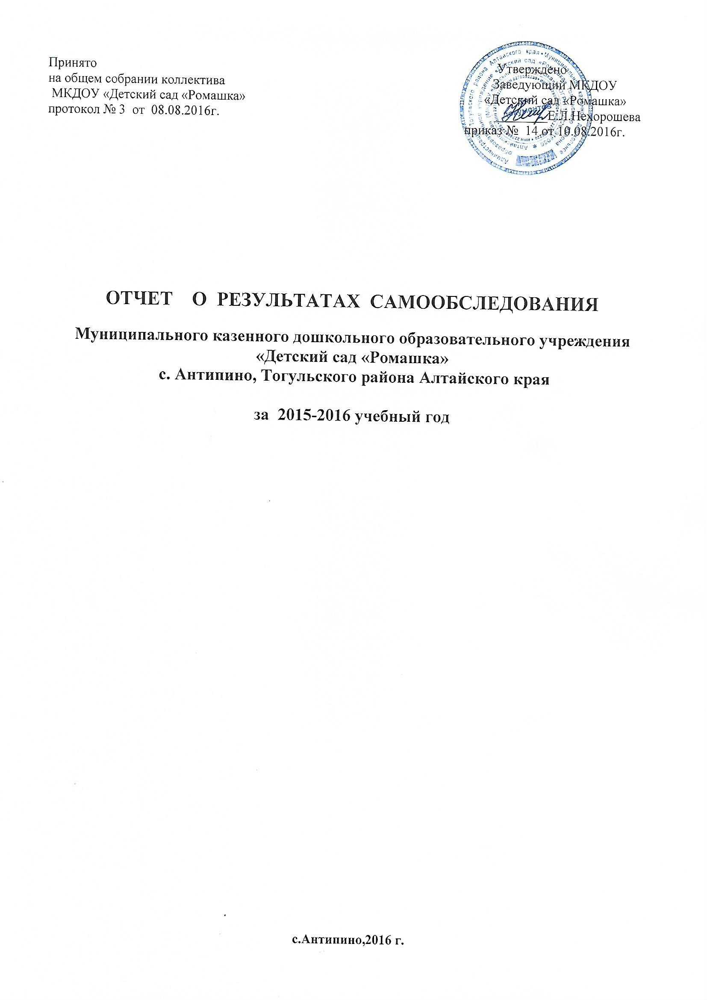 Принято
на общем собрании коллектива
МКДОУ «Детский сад «Ромашка»
протокол № 3 от 08.08.2016г.
Утверждено
Заведующий МКДОУ
«Детский сад «Ромашка»
Е.Л.Нехорошева
приказ № 14 от 10.08.2016г.
ОТЧЕТ О РЕЗУЛЬТАТАХ САМООБСЛЕДОВАНИЯ
Муниципального казенного дошкольного образовательного учреждения
«Детский сад «Ромашка»
с. Антипино, Тогульского района Алтайского края
за 2015-2016 учебный год
с.Антипино,2016 г.